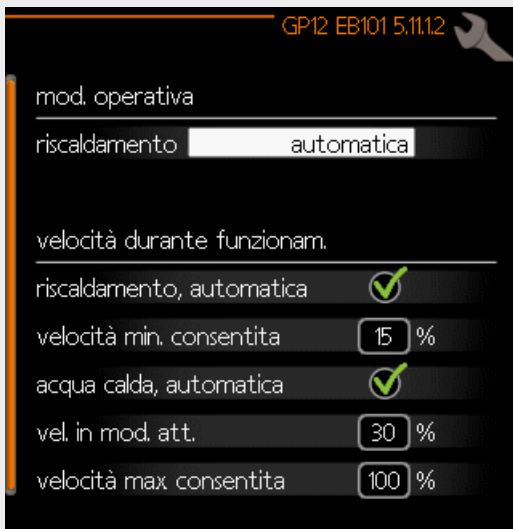 GP12 EB101 5.11.1.2
mod. operativa
riscaldamento automatica
velocità durante funzionam.
riscaldamento, automatica
velocità min. consentita 15 %
acqua calda, automatica
vel. in mod. att. 30 %
velocità max consentita 100 %